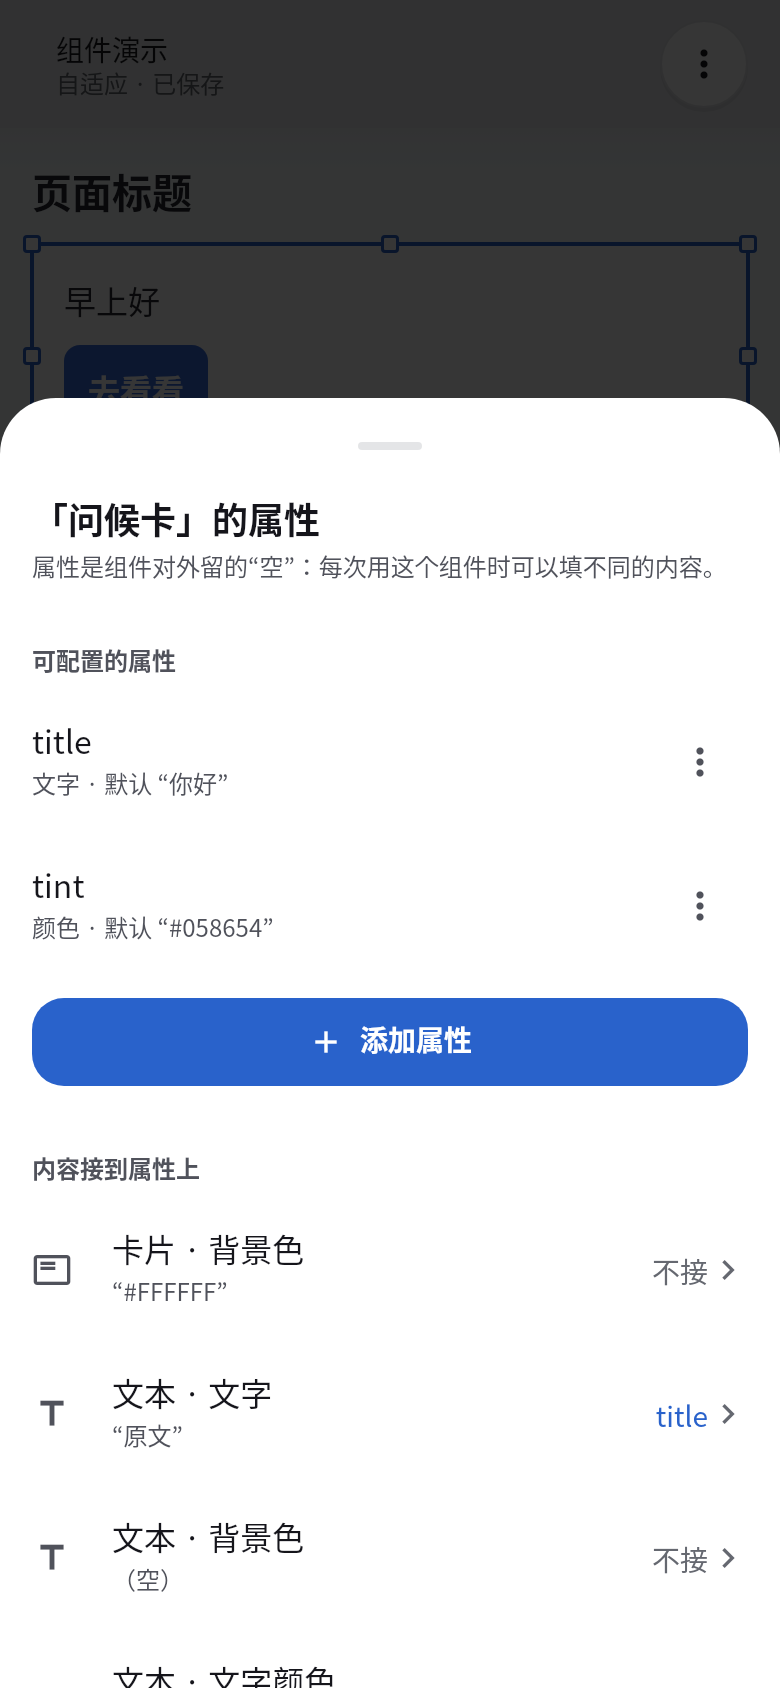 组件演示
自适应 · 已保存
页面标题
早上好
去看看
「问候卡」的属性
属性是组件对外留的“空”：每次用这个组件时可以填不同的内容。
可配置的属性
title
文字 · 默认 “你好”
tint
颜色 · 默认 “#058654”
添加属性
内容接到属性上
卡片 · 背景色
“#FFFFFF”
不接
文本 · 文字
“原文”
title
文本 · 背景色
（空）
不接
文本 · 文字颜色